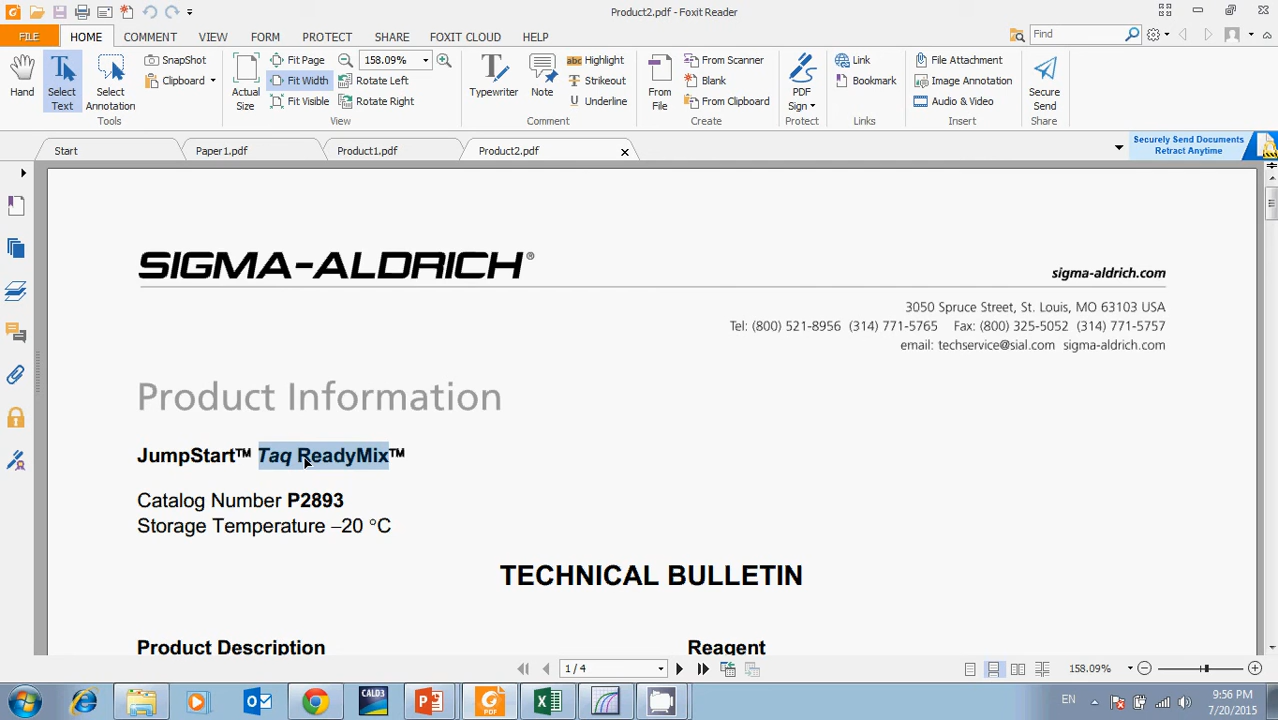 Product2.pdf - Foxit Reader
FILE HOME COMMENT VIEW FORM PROTECT SHARE FOXIT CLOUD HELP Find
Hand
Select Text
Select Annotation
SnapShot
Clipboard
Tools
Actual Size
Fit Page
Fit Width
Fit Visible
158.09%
Rotate Left
Rotate Right
View
Typewriter
Note
Highlight
Strikeout
Underline
Comment
From File
From Scanner
Blank
From Clipboard
Create
PDF Sign
Protect
Link
Bookmark
Links
File Attachment
Image Annotation
Audio & Video
Insert
Secure Send
Share
Start Paper1.pdf Product1.pdf Product2.pdf
Securely Send Documents
Retract Anytime
SIGMA-ALDRICH®
sigma-aldrich.com
3050 Spruce Street, St. Louis, MO 63103 USA
Tel: (800) 521-8956 (314) 771-5765 Fax: (800) 325-5052 (314) 771-5757
email: techservice@sial.com sigma-aldrich.com
Product Information
JumpStart™ Taq ReadyMix™
Catalog Number P2893
Storage Temperature –20 °C
TECHNICAL BULLETIN
Product Description Reagent
1 / 4 158.09%
CALD3
PDF
EN
9:56 PM
7/20/2015